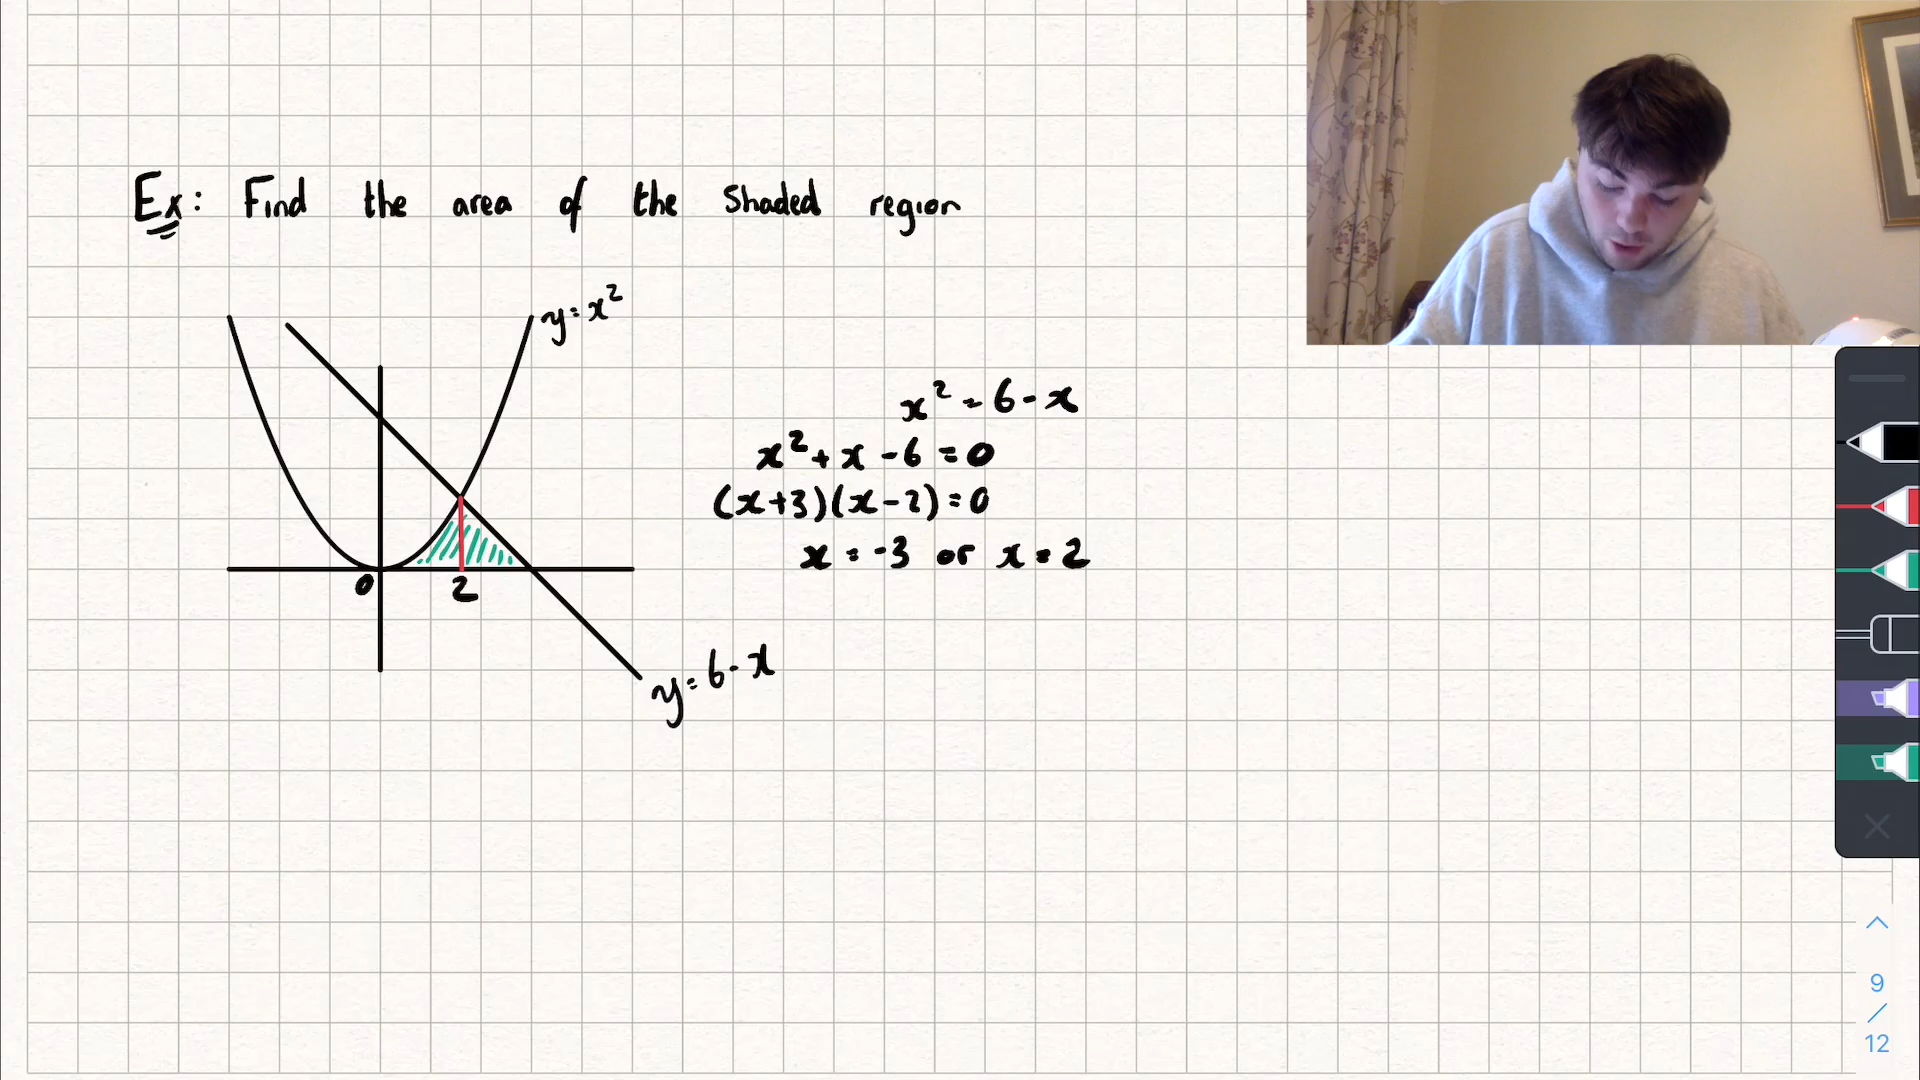 Ex: Find the area of the shaded region
y=x²
x² = 6-x
x²+x-6=0
(x+3)(x-2)=0
x=-3 or x=2
0 2
y=6-x
9
/
12